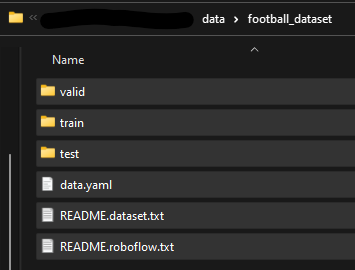 data > football_dataset
Name
valid
train
test
data.yaml
README.dataset.txt
README.roboflow.txt